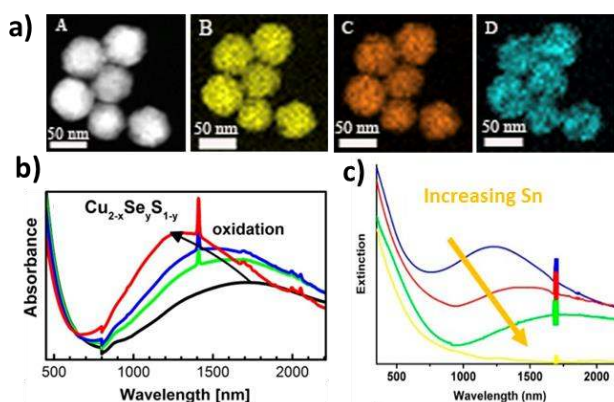 a)
A
B
C
D
50 nm
50 nm
50 nm
50 nm
b)
Cu2-xSeyS1-y
oxidation
Absorbance
500
1000
1500
2000
Wavelength [nm]
c)
Increasing Sn
Extinction
500
1000
1500
2000
Wavelength (nm)